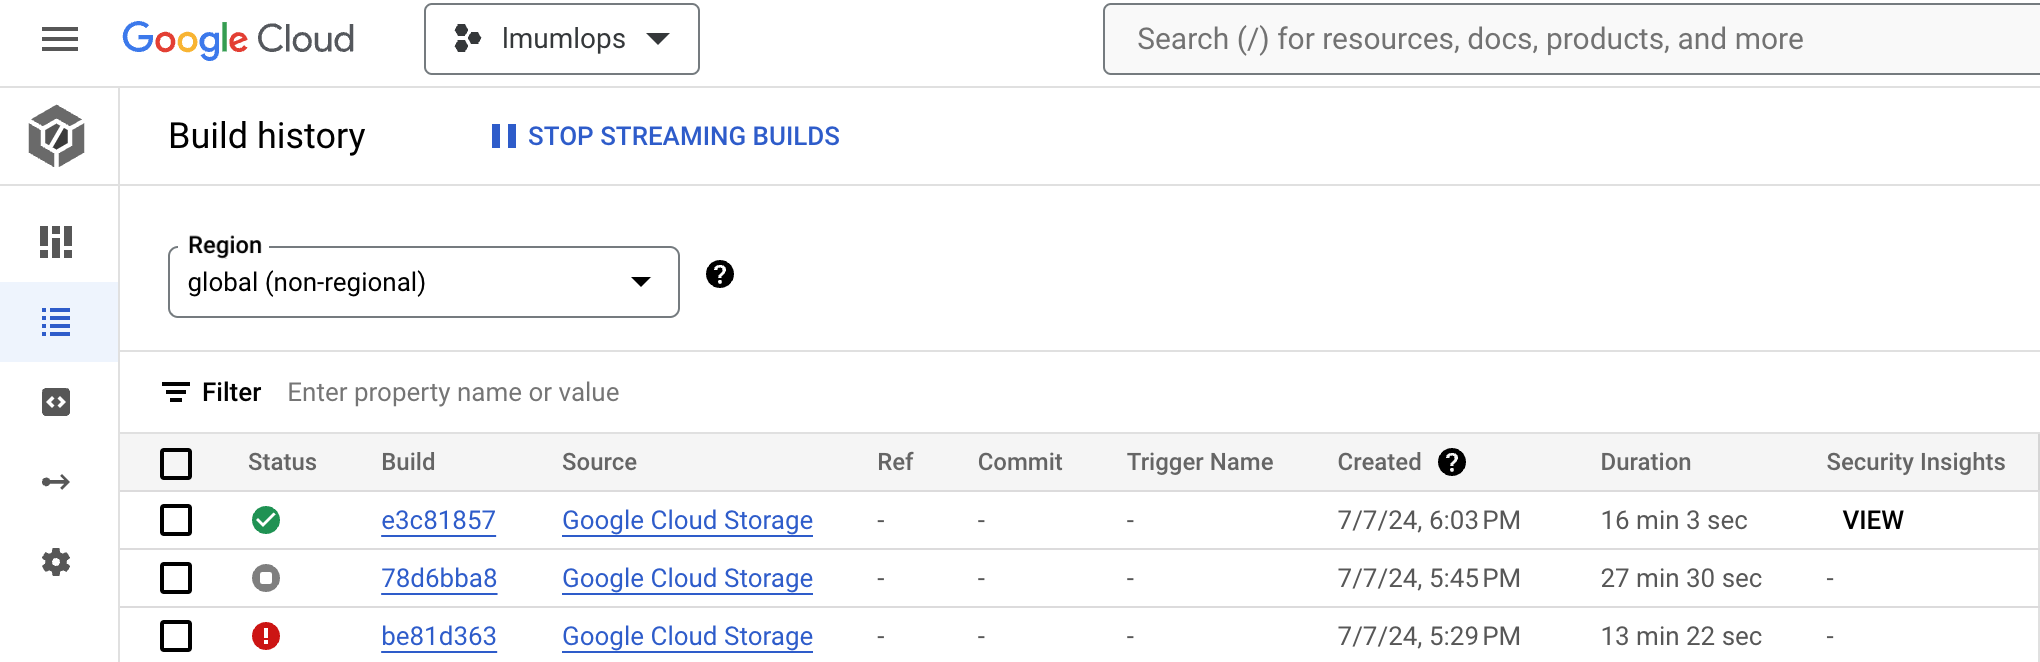 Google Cloud
lmumlops
Search (/) for resources, docs, products, and more
Build history
STOP STREAMING BUILDS
Region
global (non-regional)
Filter Enter property name or value
Status Build Source Ref Commit Trigger Name Created Duration Security Insights
e3c81857 Google Cloud Storage - - - 7/7/24, 6:03 PM 16 min 3 sec VIEW
78d6bba8 Google Cloud Storage - - - 7/7/24, 5:45 PM 27 min 30 sec -
be81d363 Google Cloud Storage - - - 7/7/24, 5:29 PM 13 min 22 sec -